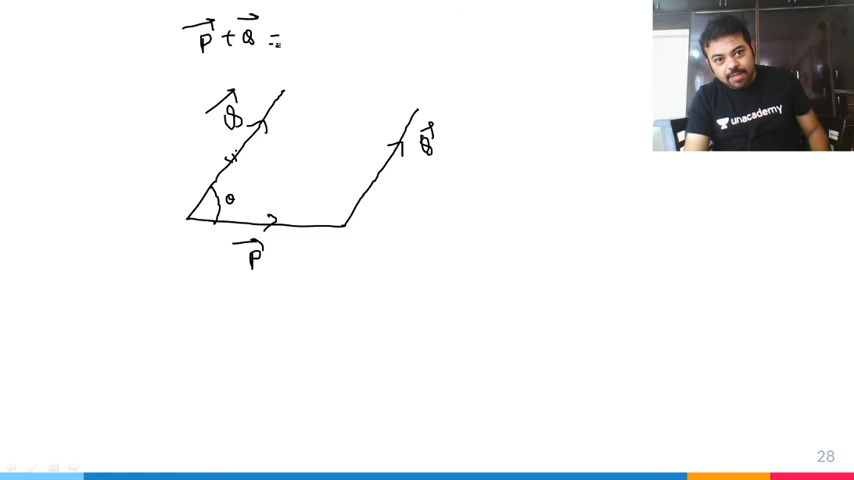 P⃗ + Q⃗ =
unacademy
Q⃗
Q⃗
θ
P⃗
28